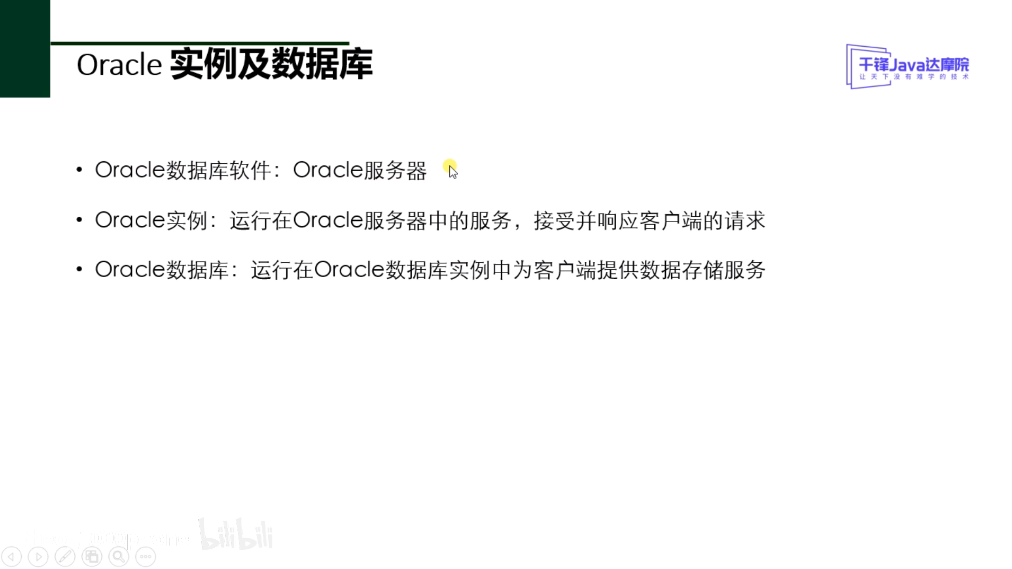 Oracle 实例及数据库
千锋Java达摩院
让天下没有难学的技术
• Oracle数据库软件：Oracle服务器
• Oracle实例：运行在Oracle服务器中的服务，接受并响应客户端的请求
• Oracle数据库：运行在Oracle数据库实例中为客户端提供数据存储服务
bilibili